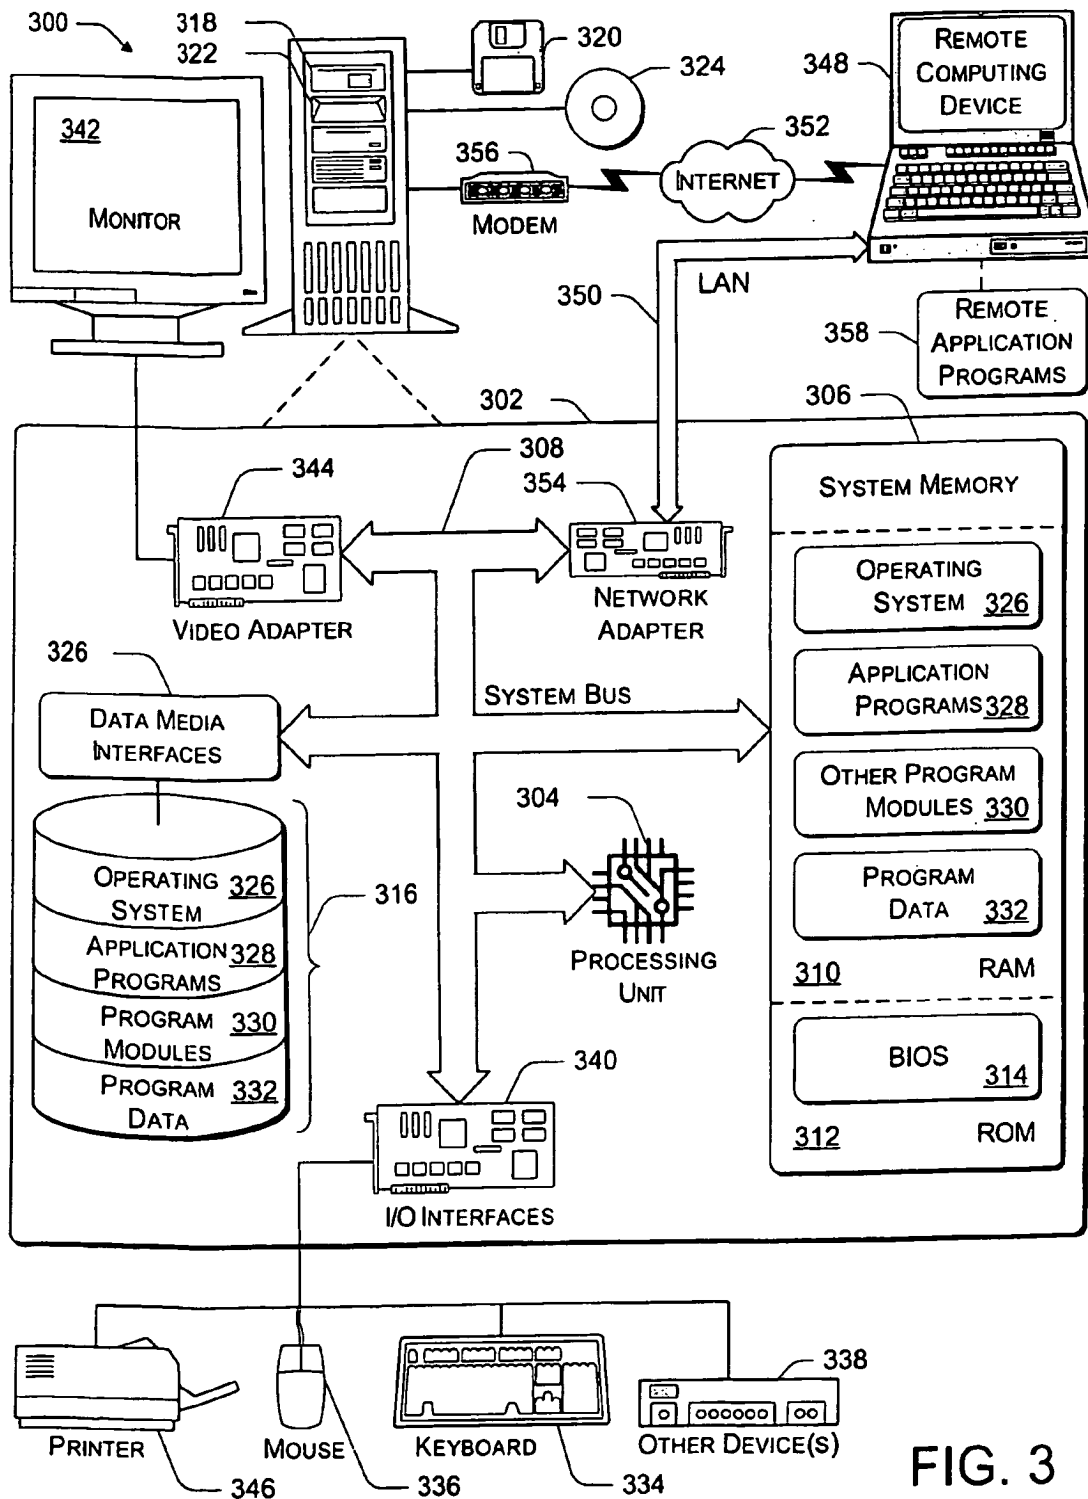 300
318
322
320
324
348
REMOTE
COMPUTING
DEVICE
342
MONITOR
356
MODEM
352
INTERNET
350
LAN
358
REMOTE
APPLICATION
PROGRAMS
302
306
344
308
354
SYSTEM MEMORY
VIDEO ADAPTER
NETWORK
ADAPTER
OPERATING
SYSTEM 326
326
DATA MEDIA
INTERFACES
SYSTEM BUS
APPLICATION
PROGRAMS 328
OTHER PROGRAM
MODULES 330
304
PROCESSING
UNIT
PROGRAM
DATA 332
310 RAM
OPERATING 326
SYSTEM
APPLICATION 328
PROGRAMS
PROGRAM 330
MODULES
PROGRAM 332
DATA
316
340
I/O INTERFACES
BIOS 314
312 ROM
PRINTER
346
MOUSE
336
KEYBOARD
334
338
OTHER DEVICE(S)
FIG. 3